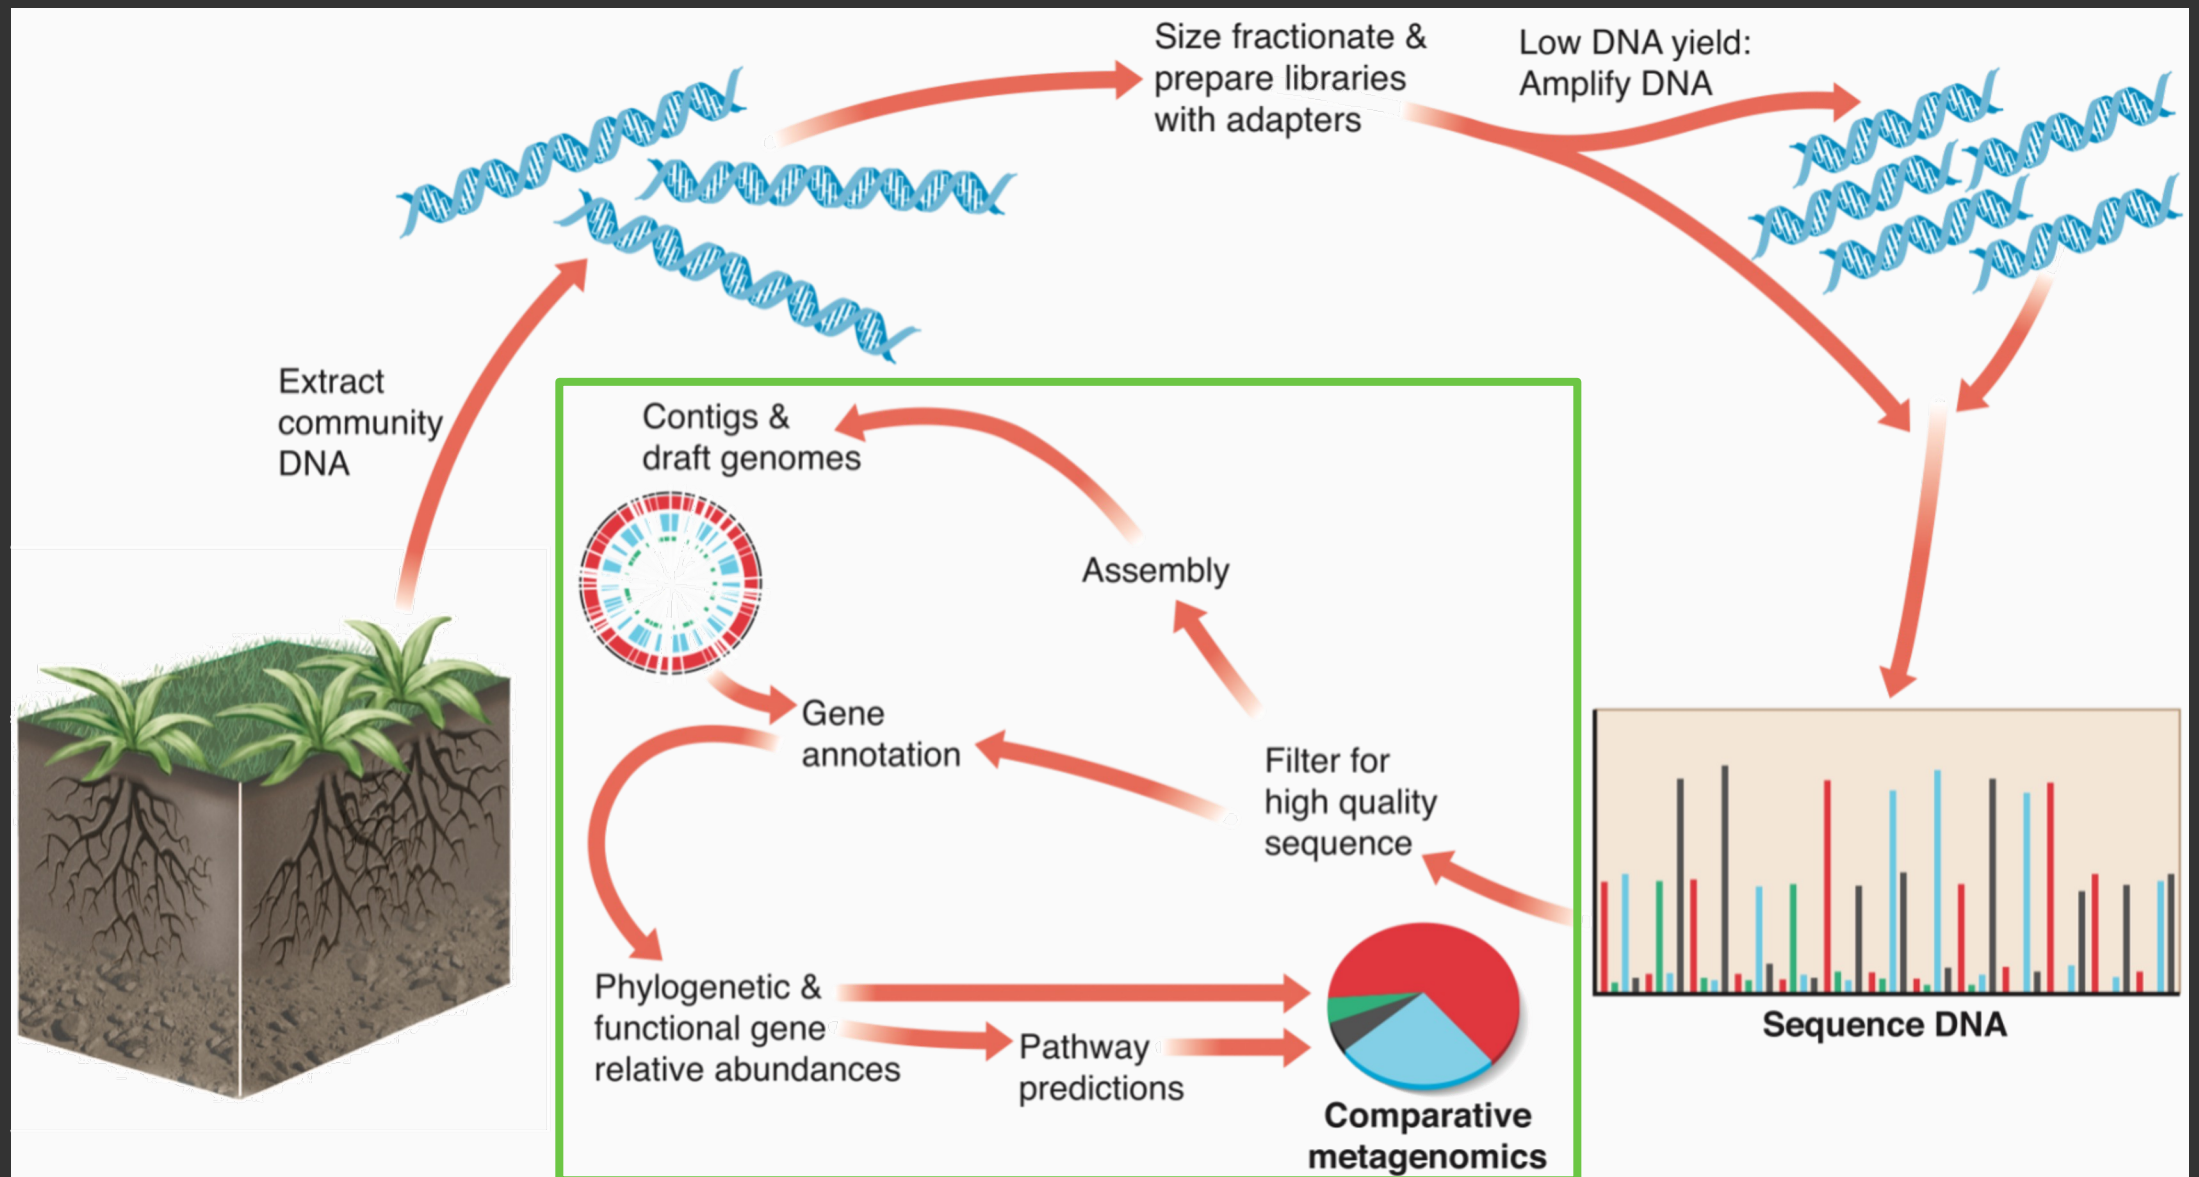 Size fractionate &
prepare libraries
with adapters
Low DNA yield:
Amplify DNA
Extract
community
DNA
Contigs &
draft genomes
Assembly
Gene
annotation
Filter for
high quality
sequence
Sequence DNA
Phylogenetic &
functional gene
relative abundances
Pathway
predictions
Comparative
metagenomics